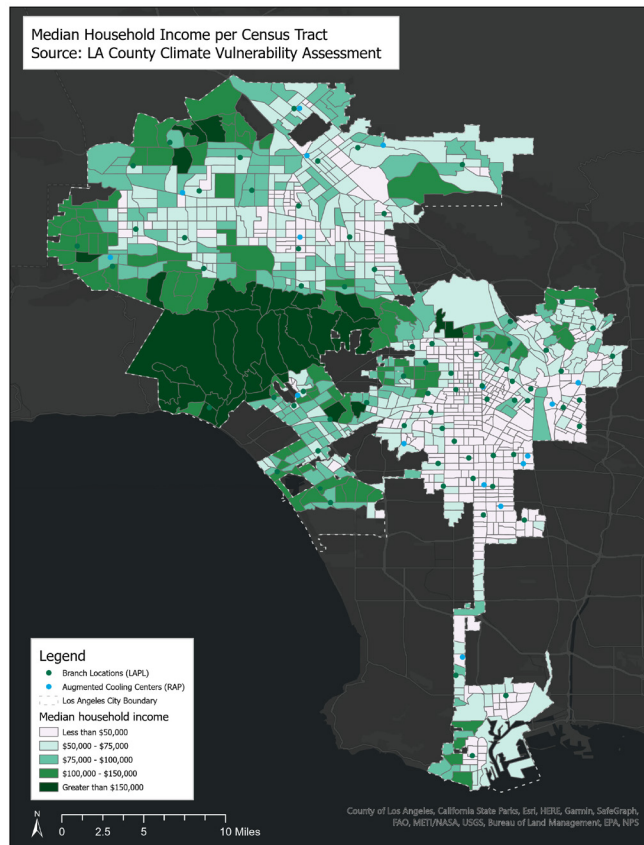 Median Household Income per Census Tract
Source: LA County Climate Vulnerability Assessment
Legend
Branch Locations (LAPL)
Augmented Cooling Centers (RAP)
Los Angeles City Boundary
Median household income
Less than $50,000
$50,000 - $75,000
$75,000 - $100,000
$100,000 - $150,000
Greater than $150,000
N
0 2.5 5 10 Miles
County of Los Angeles, California State Parks, Esri, HERE, Garmin, SafeGraph,
FAO, METI/NASA, USGS, Bureau of Land Management, EPA, NPS